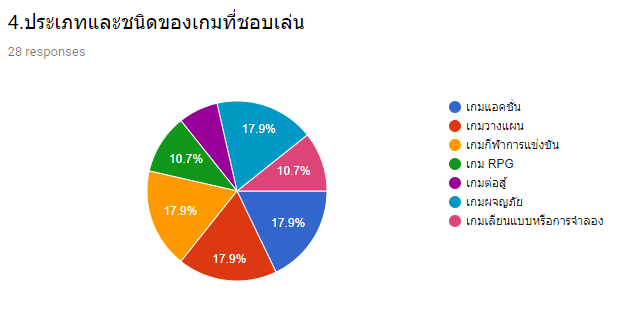 4.ประเภทและชนิดของเกมที่ชอบเล่น
28 responses
17.9%
10.7%
10.7%
17.9%
17.9%
17.9%
เกมแอคชั่น
เกมวางแผน
เกมกีฬาการแข่งขัน
เกม RPG
เกมต่อสู้
เกมผจญภัย
เกมเลียนแบบหรือการจำลอง